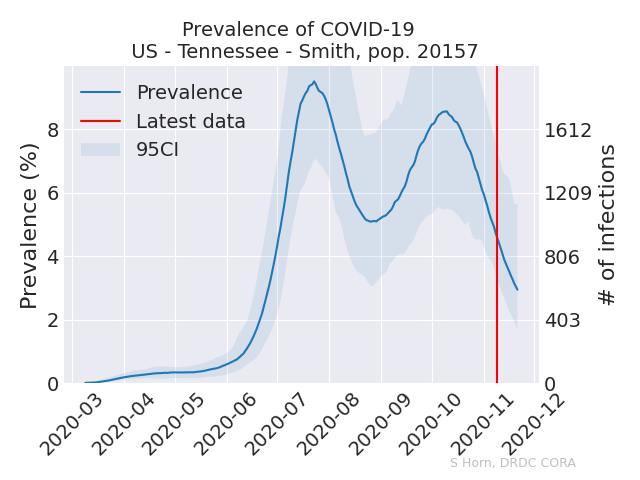 Prevalence of COVID-19
US - Tennessee - Smith, pop. 20157
Prevalence
Latest data
95CI
Prevalence (%)
8
6
4
2
0
1612
1209
806
403
0
# of infections
2020-03
2020-04
2020-05
2020-06
2020-07
2020-08
2020-09
2020-10
2020-11
2020-12
S Horn, DRDC CORA